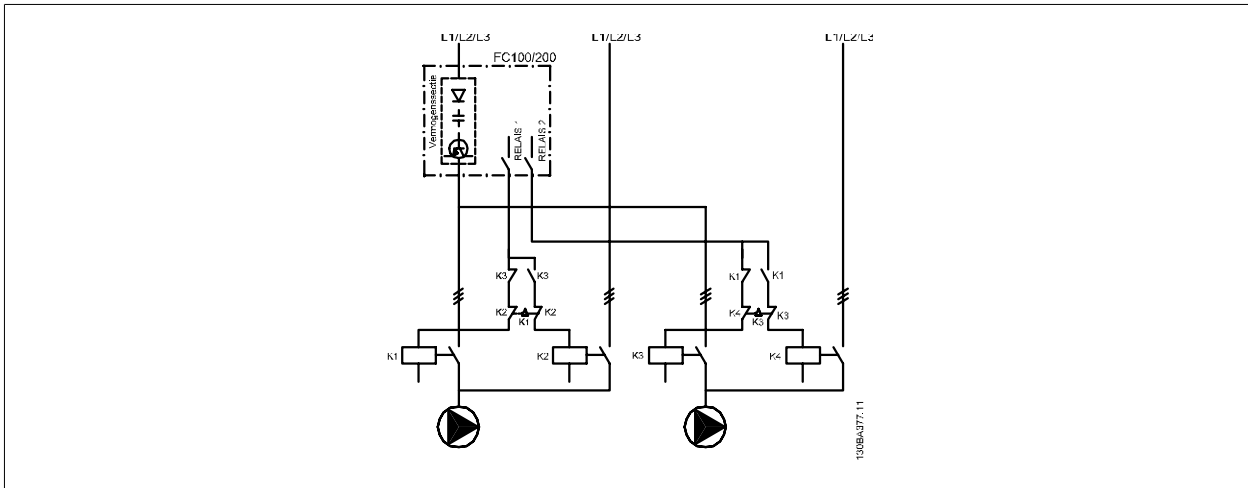 L1/L2/L3
L1/L2/L3
L1/L2/L3
FC100/200
Vermogenssectie
RELAIS 1
RELAIS 2
K3
K3
K1
K1
K2
K1
K2
K4
K3
K3
K1
K2
K3
K4
130BA377.11